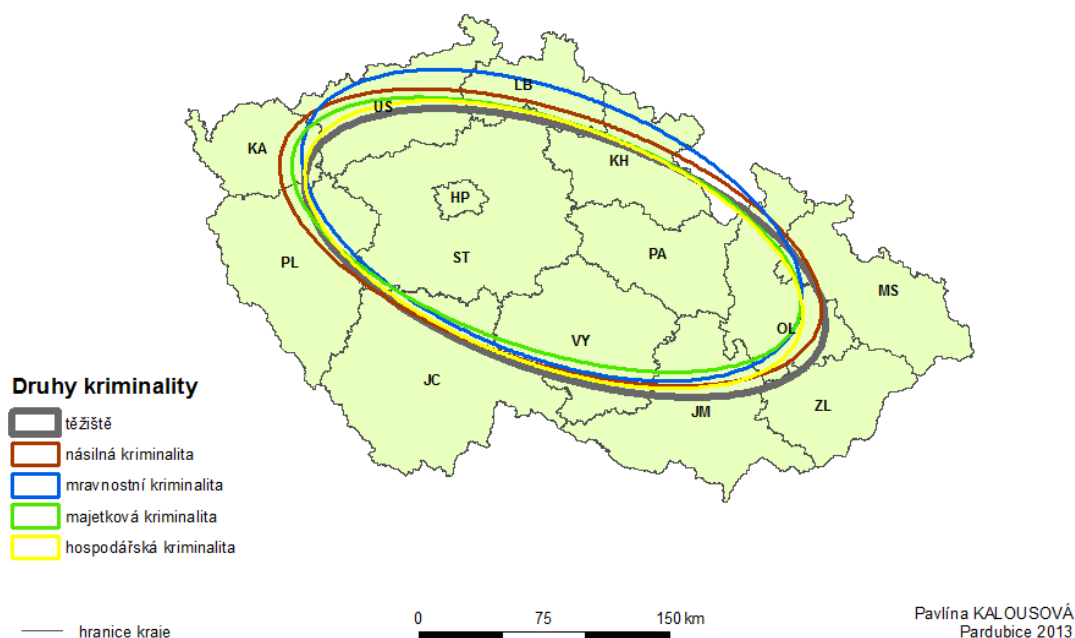 LB
US
KA
KH
HP
ST
PA
PL
MS
OL
VY
JC
ZL
JM
Druhy kriminality
těžiště
násilná kriminalita
mravnostní kriminalita
majetková kriminalita
hospodářská kriminalita
hranice kraje
0 75 150 km
Pavlína KALOUSOVÁ
Pardubice 2013